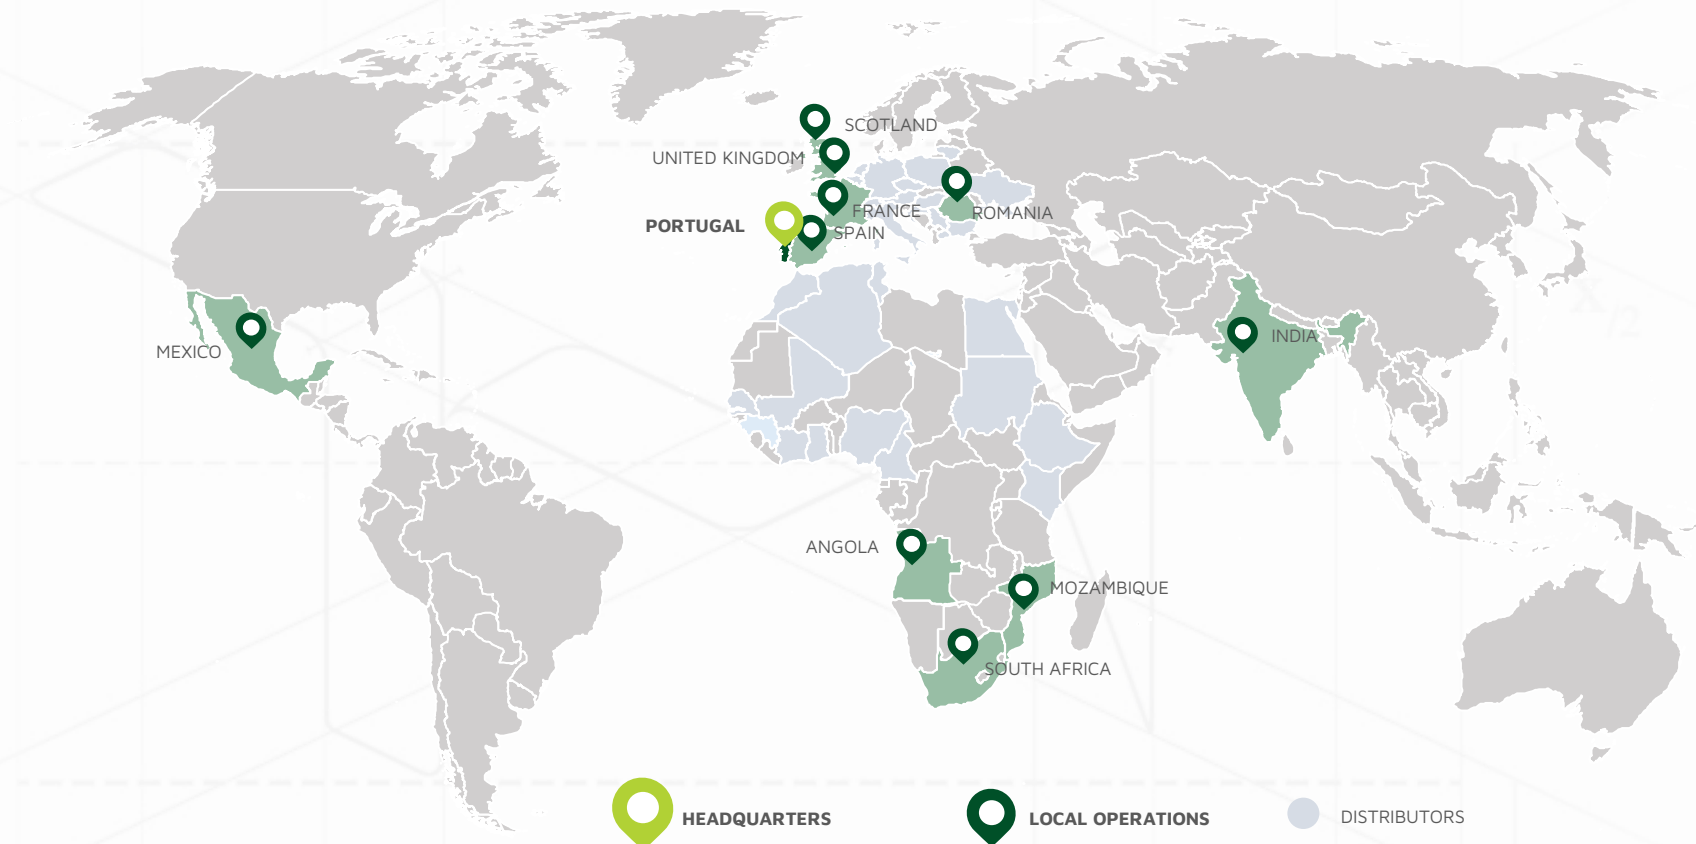 SCOTLAND
UNITED KINGDOM
FRANCE
ROMANIA
PORTUGAL
SPAIN
MEXICO
INDIA
ANGOLA
MOZAMBIQUE
SOUTH AFRICA
HEADQUARTERS
LOCAL OPERATIONS
DISTRIBUTORS